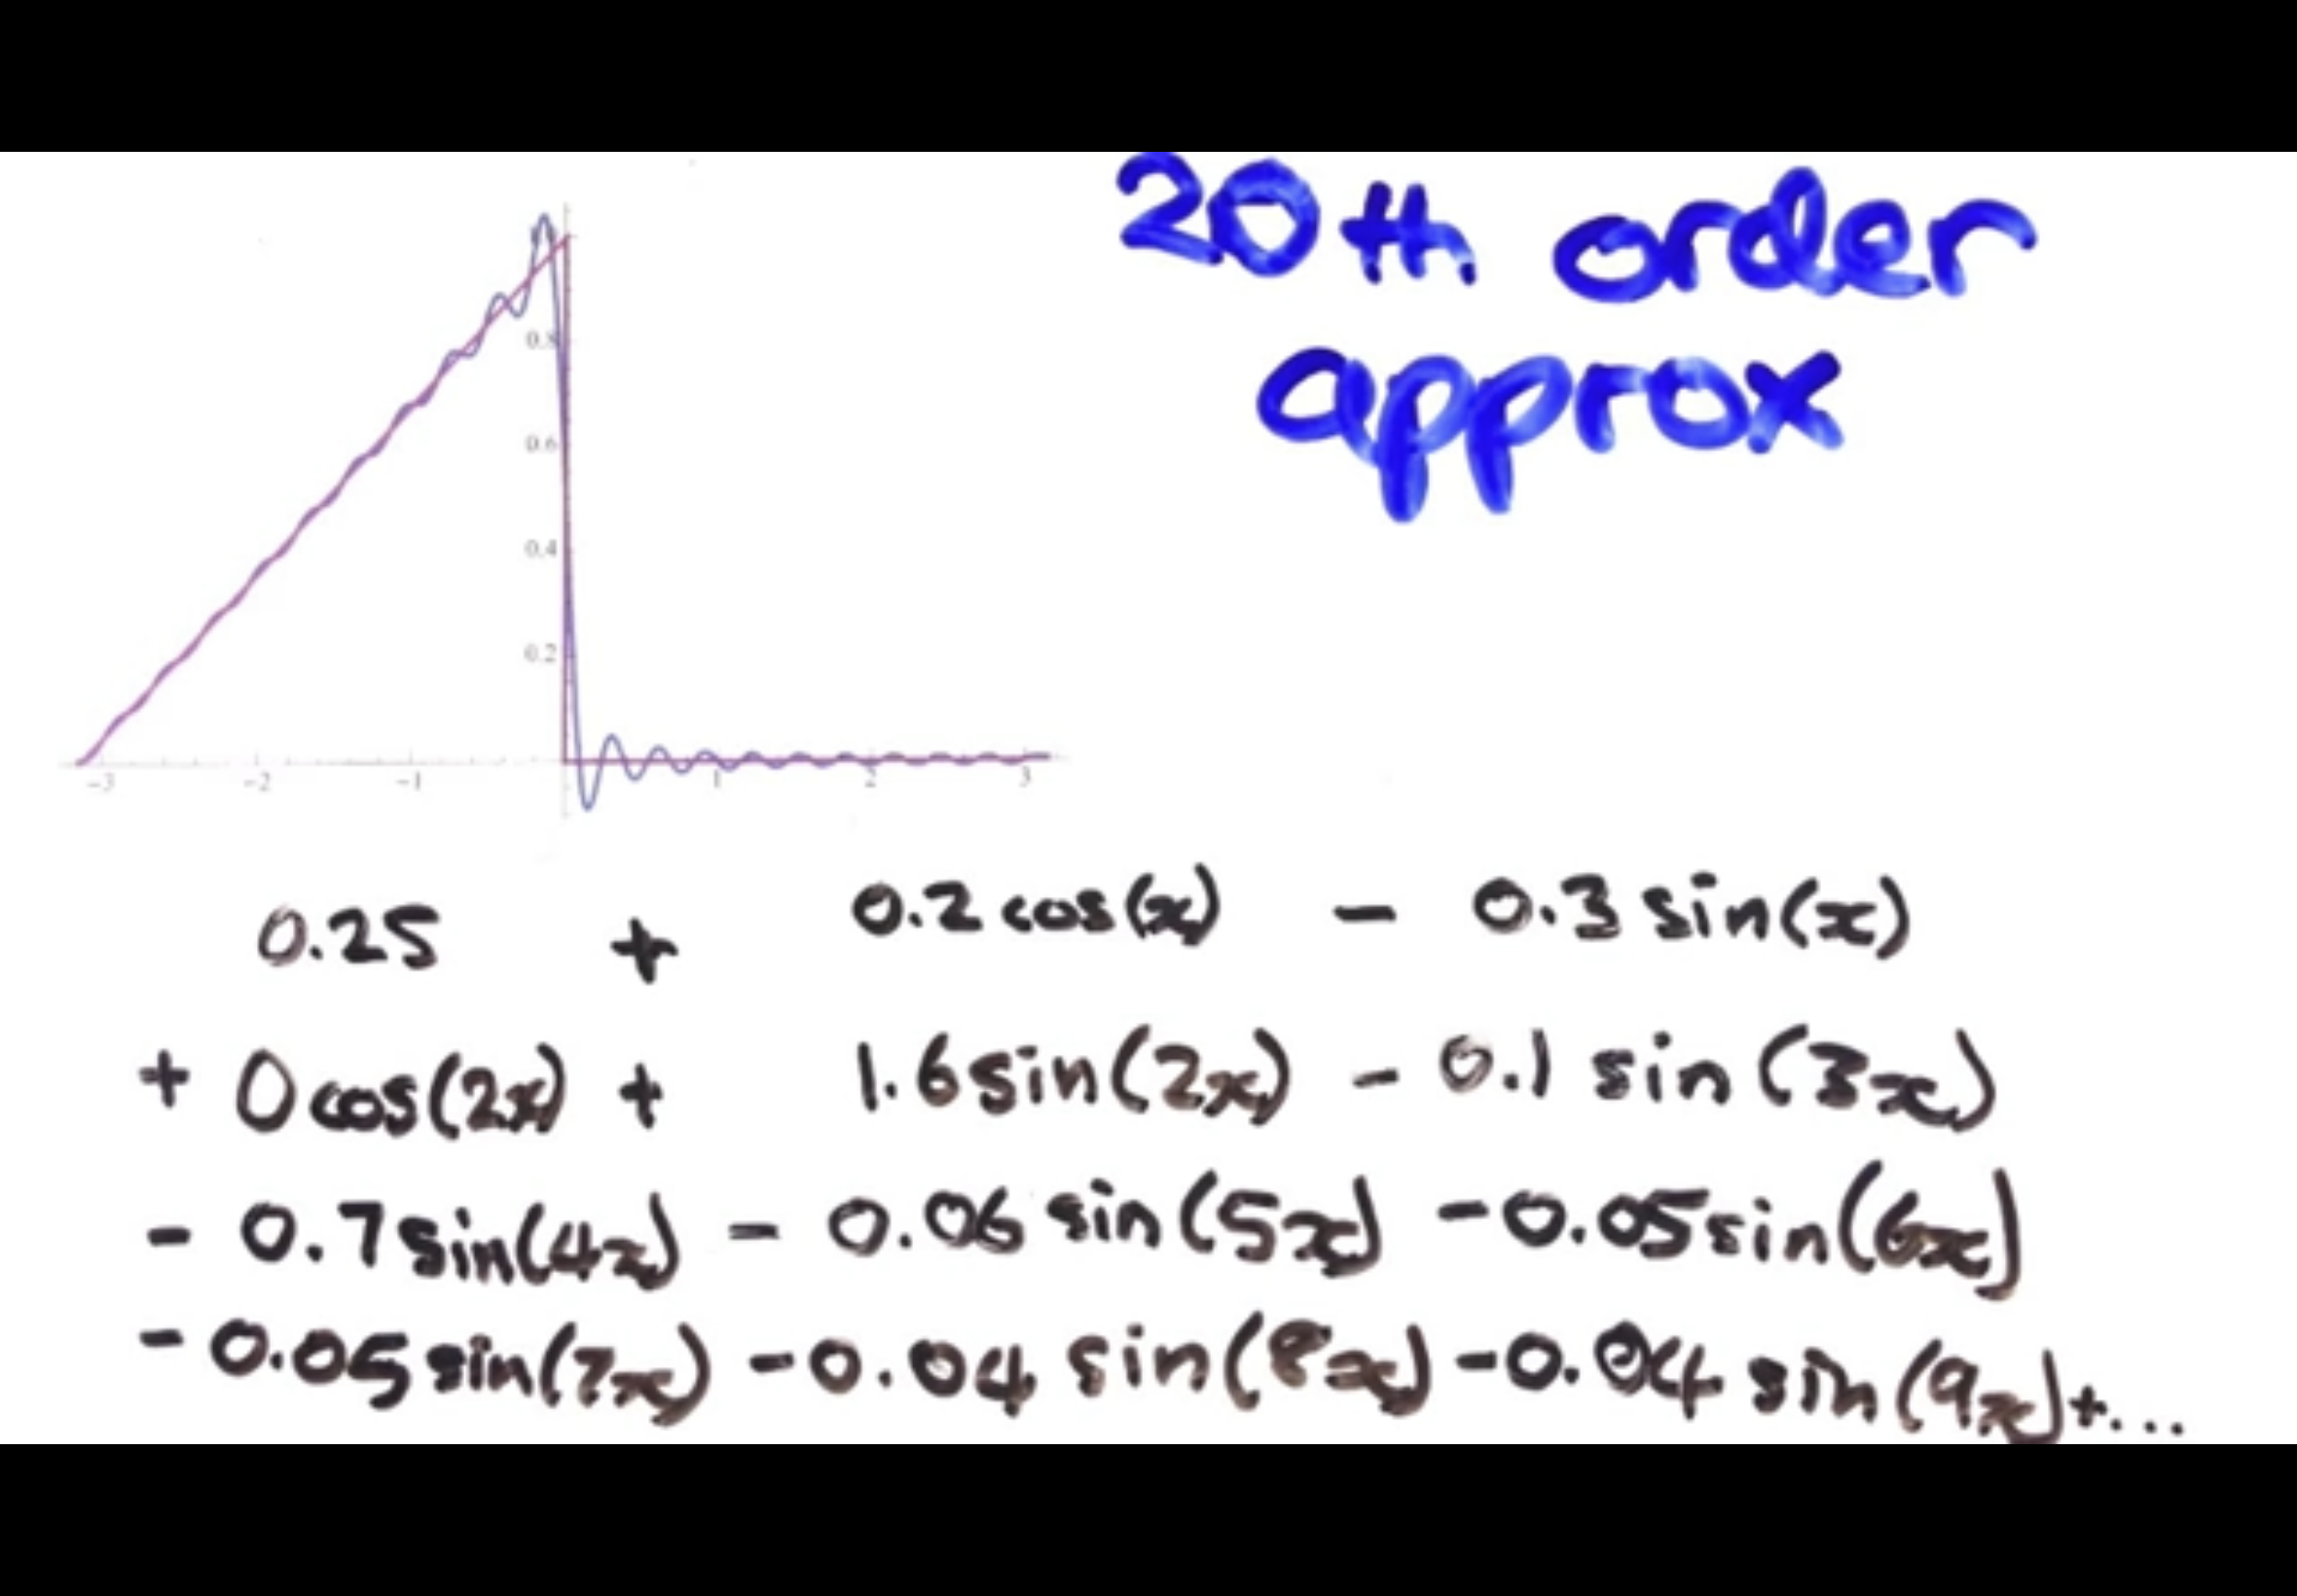 20th order
approx
0.8
0.6
0.4
0.2
-3 -2 -1 1 2 3
0.25 + 0.2 cos(x) - 0.3 sin(x)
+ 0 cos(2x) + 1.6 sin(2x) - 0.1 sin(3x)
- 0.7 sin(4x) - 0.06 sin(5x) - 0.05 sin(6x)
- 0.05 sin(7x) - 0.04 sin(8x) - 0.04 sin(9x) + ...